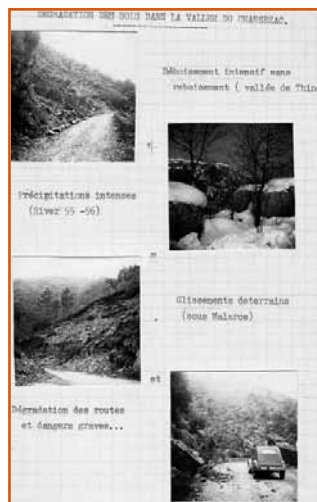 DEGRADATION DES SOLS DANS LA VALLEE DU CHASSEZAC.
Déboisement intensif sans
reboisement ( vallée de Thin
Précipitations intenses
(Hiver 55 -56)
Glissements deterrains
(sous Malarce)
et
Dégradation des routes
et dangers graves...